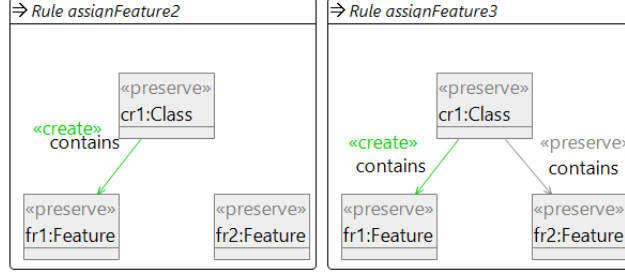 ⇒ Rule assignFeature2
«preserve»
cr1:Class
«create»
contains
«preserve»
fr1:Feature
«preserve»
fr2:Feature
⇒ Rule assignFeature3
«preserve»
cr1:Class
«create»
contains
«preserve»
contains
«preserve»
fr1:Feature
«preserve»
fr2:Feature